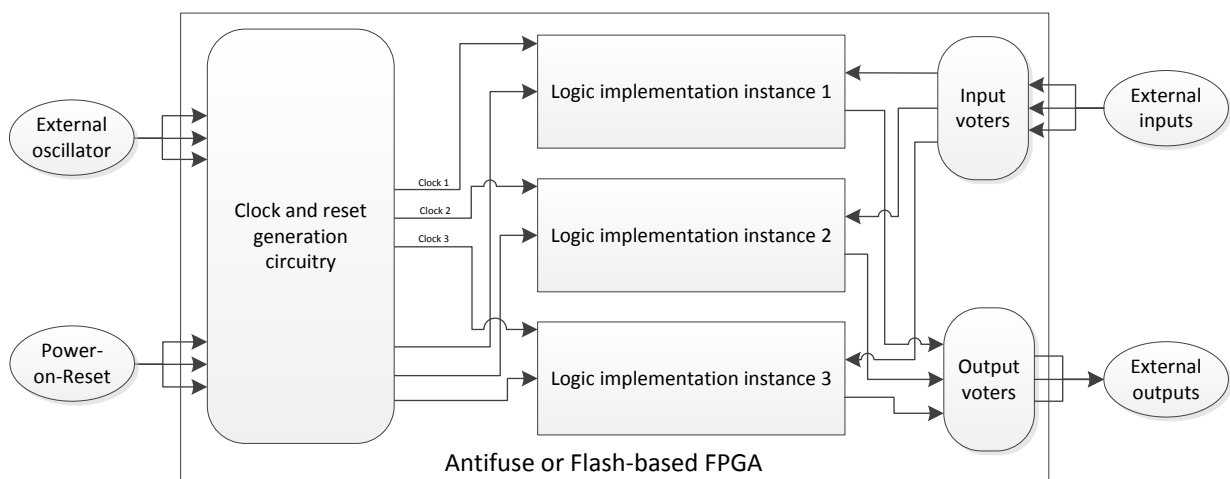 External
oscillator
Power-
on-Reset
Clock and reset
generation
circuitry
Clock 1
Clock 2
Clock 3
Logic implementation instance 1
Logic implementation instance 2
Logic implementation instance 3
Input
voters
External
inputs
Output
voters
External
outputs
Antifuse or Flash-based FPGA